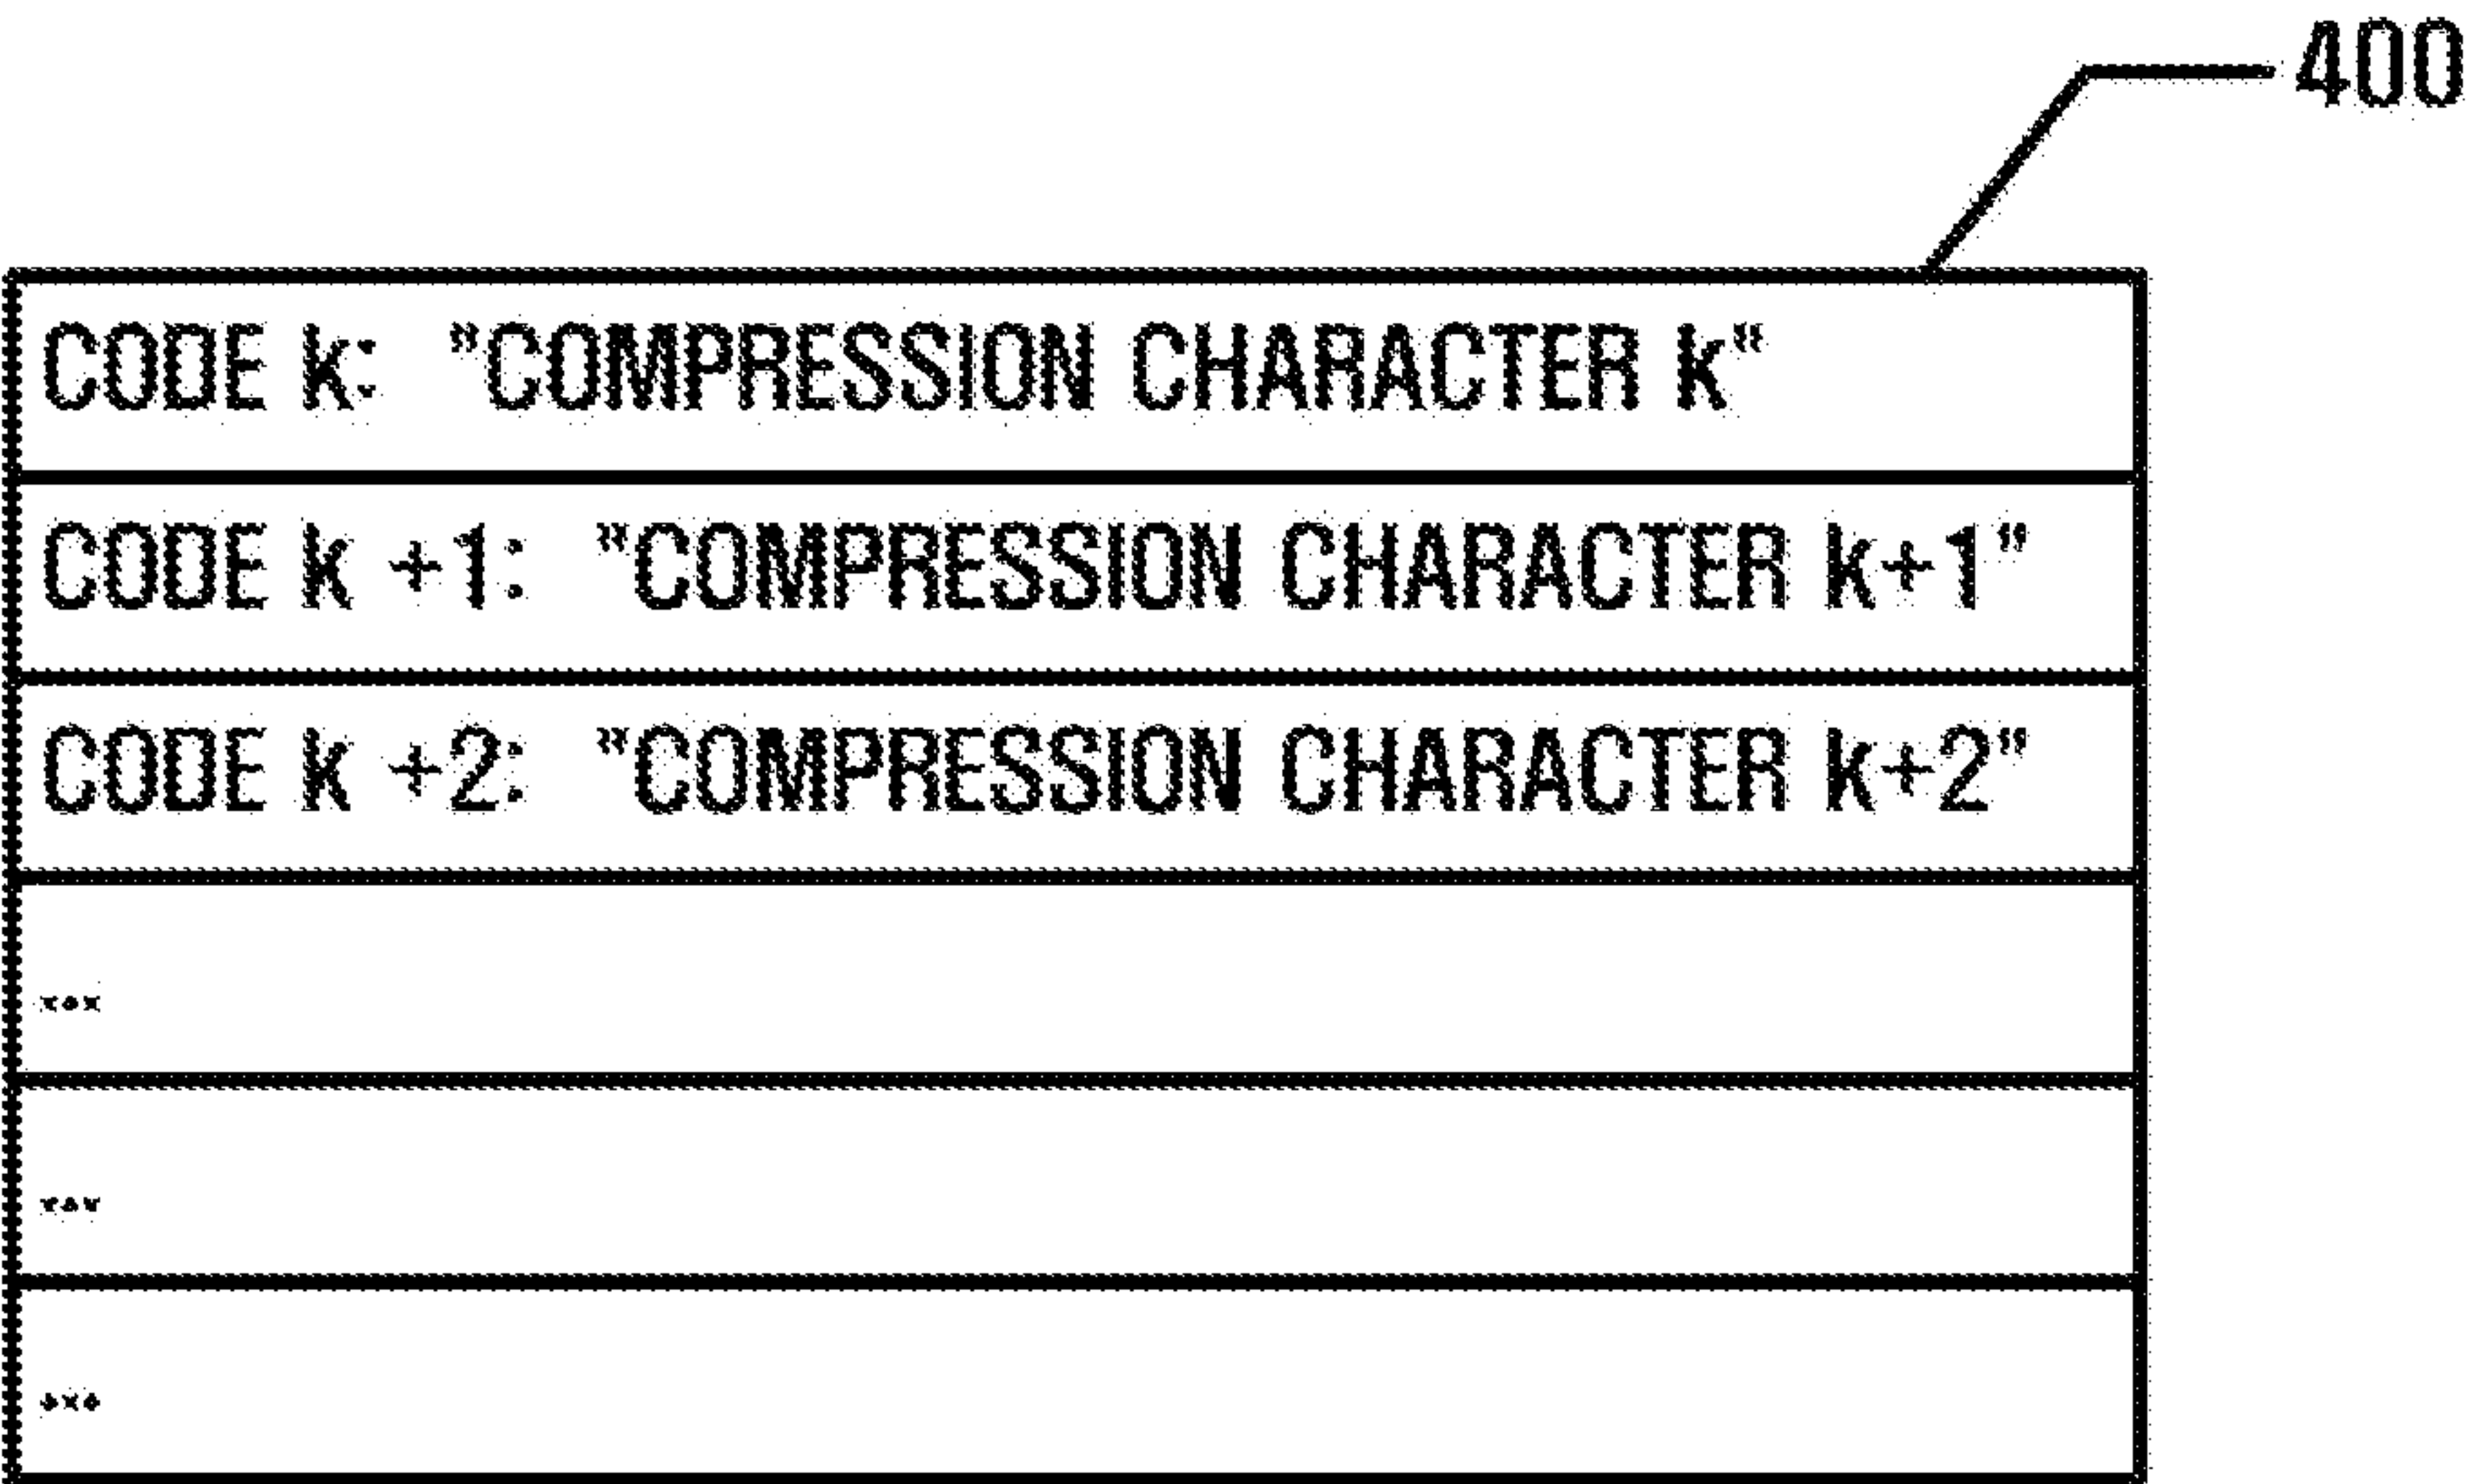 400
CODE k: "COMPRESSION CHARACTER k"
CODE k +1: "COMPRESSION CHARACTER k+1"
CODE k +2: "COMPRESSION CHARACTER k+2"
...
...
...